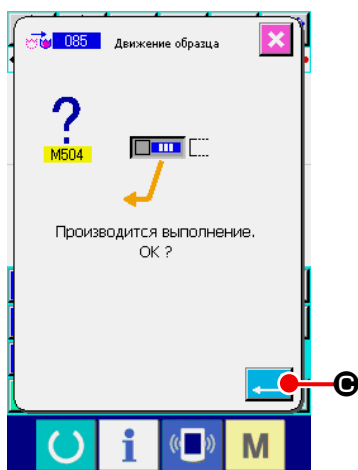 085 Движение образца
?
M504
Производится выполнение.
OK ?
C
i
M